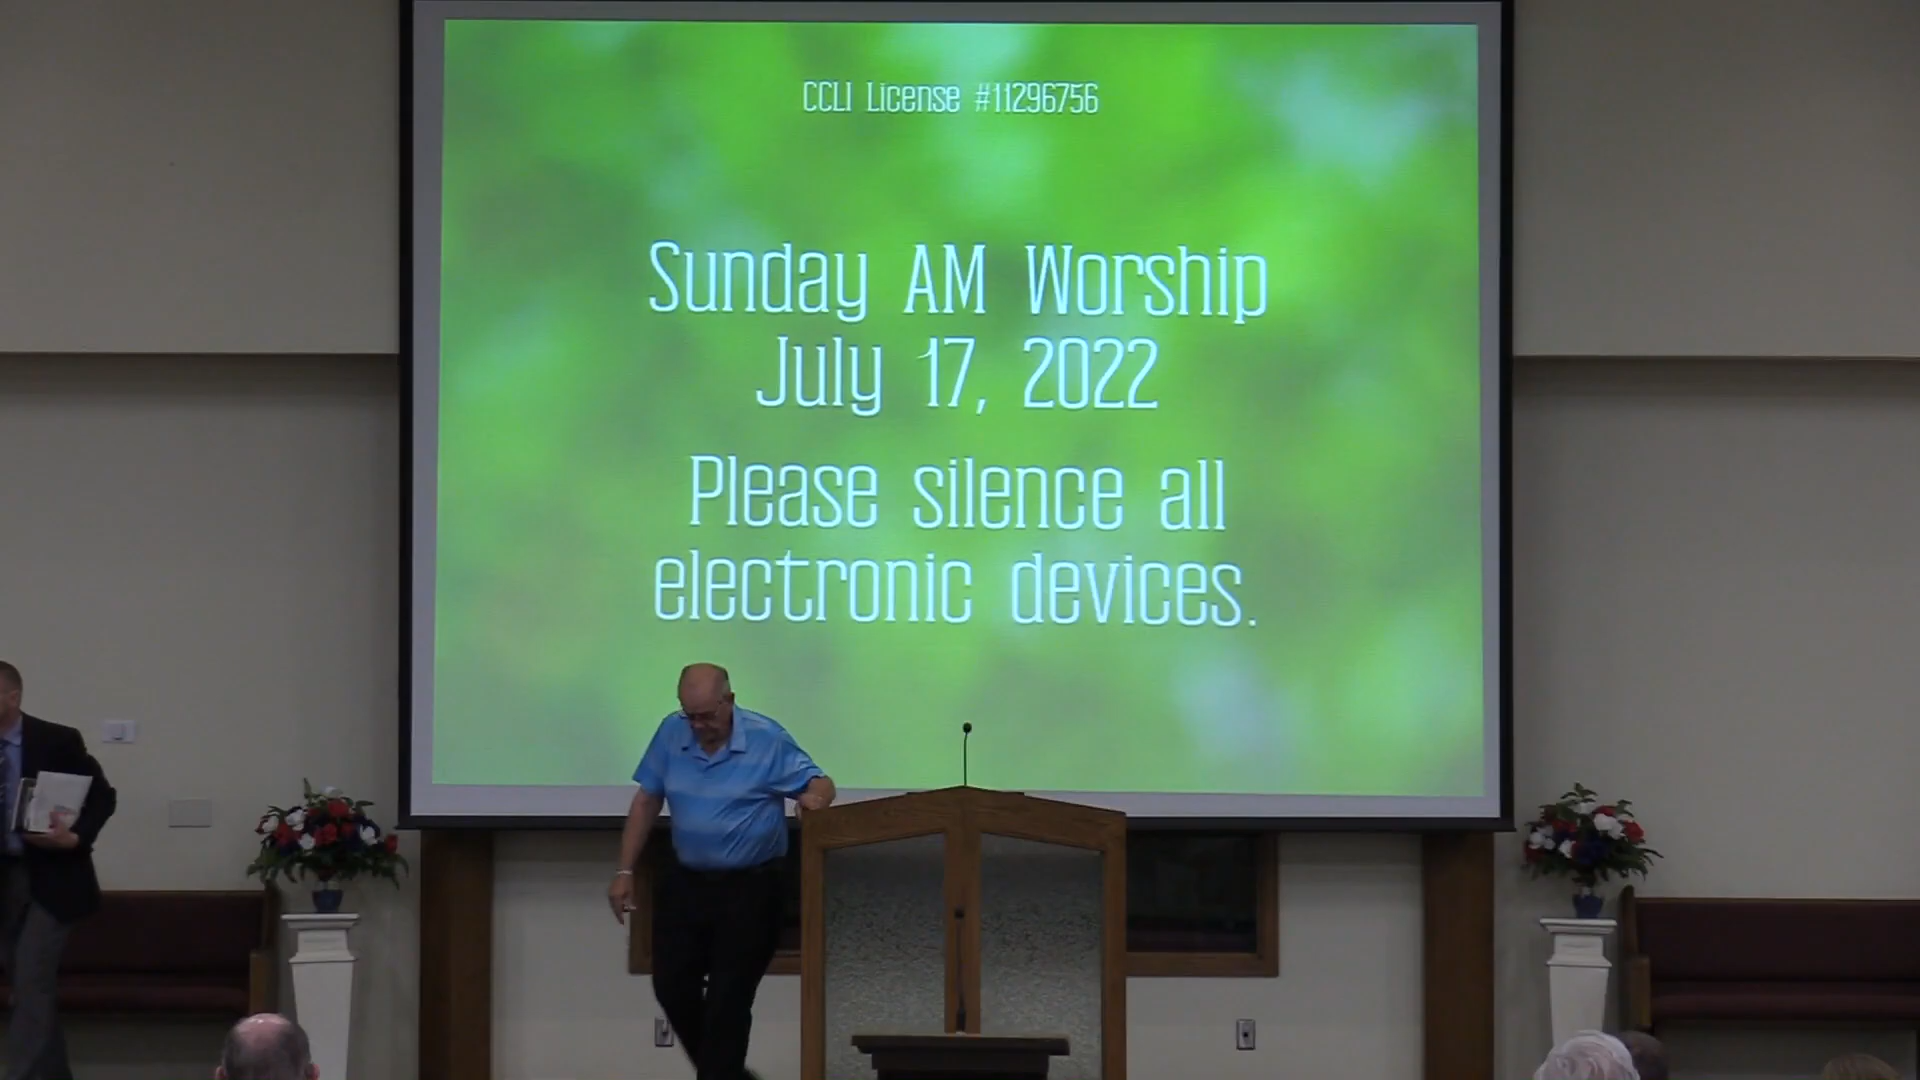 CCLI License #11296756
Sunday AM Worship
July 17, 2022
Please silence all
electronic devices.